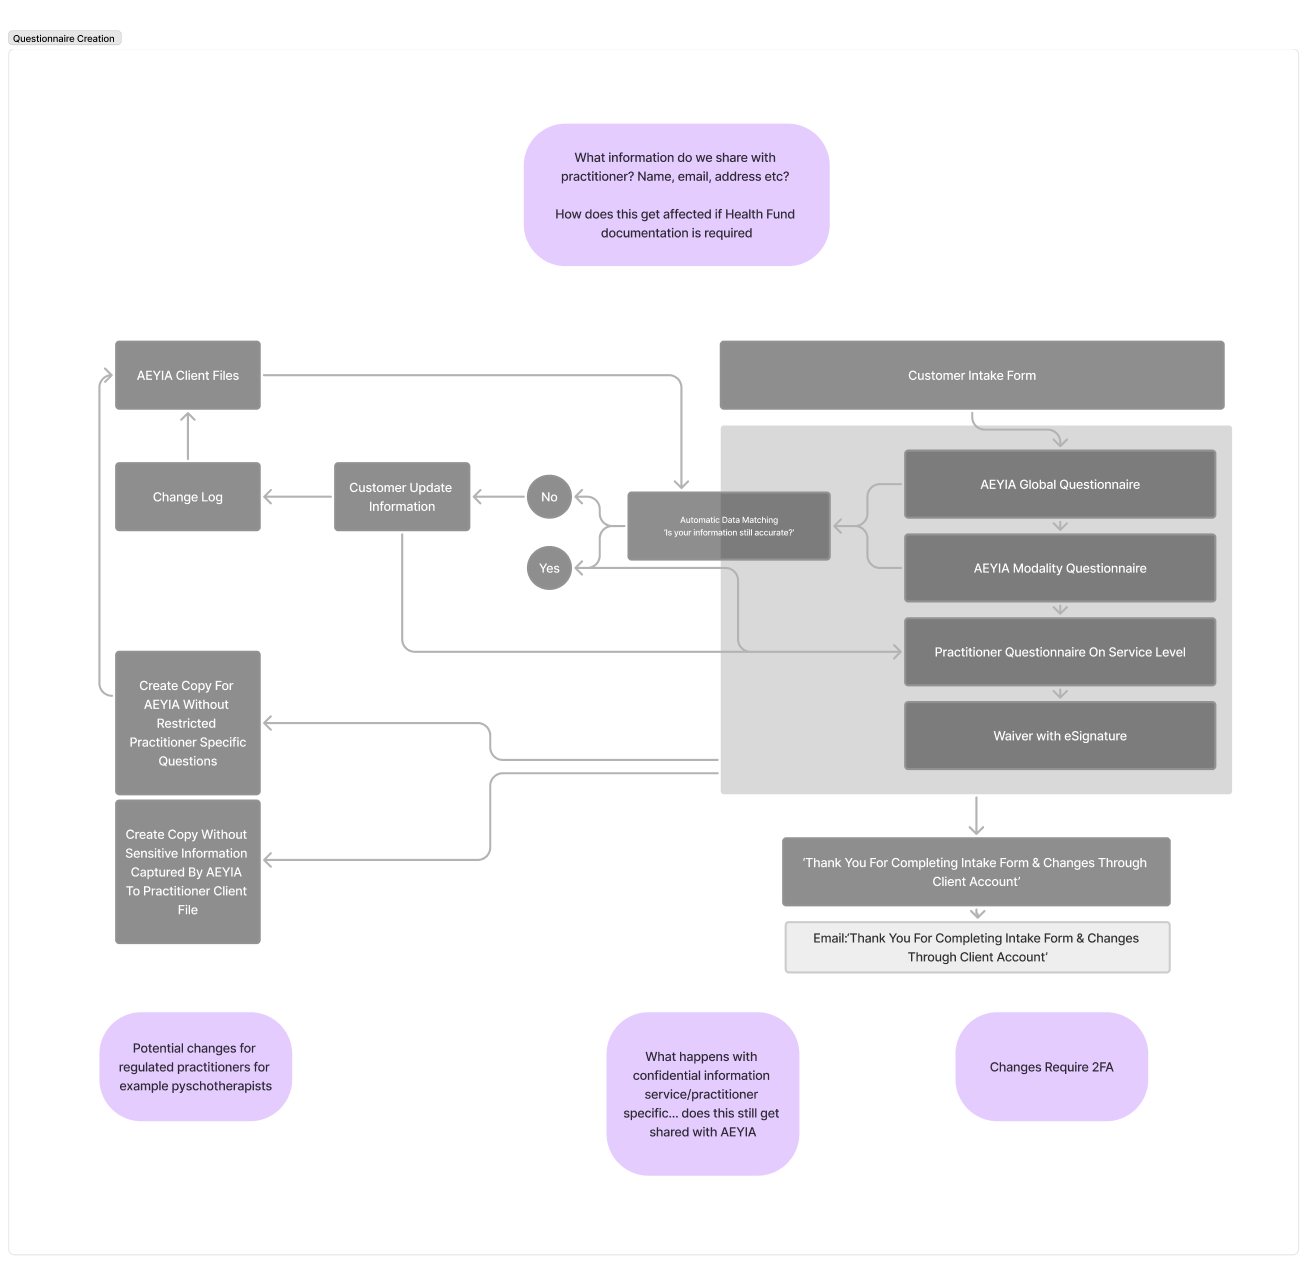 Questionnaire Creation
What information do we share with
practitioner? Name, email, address etc?
How does this get affected if Health Fund
documentation is required
AEYIA Client Files
Customer Intake Form
AEYIA Global Questionnaire
Change Log
Customer Update
Information
No
Automatic Data Matching
'Is your information still accurate?'
Yes
AEYIA Modality Questionnaire
Practitioner Questionnaire On Service Level
Create Copy For
AEYIA Without
Restricted
Practitioner Specific
Questions
Waiver with eSignature
Create Copy Without
Sensitive Information
Captured By AEYIA
To Practitioner Client
File
'Thank You For Completing Intake Form & Changes Through
Client Account'
Email:'Thank You For Completing Intake Form & Changes
Through Client Account'
Potential changes for
regulated practitioners for
example pyschotherapists
What happens with
confidential information
service/practitioner
specific... does this still get
shared with AEYIA
Changes Require 2FA